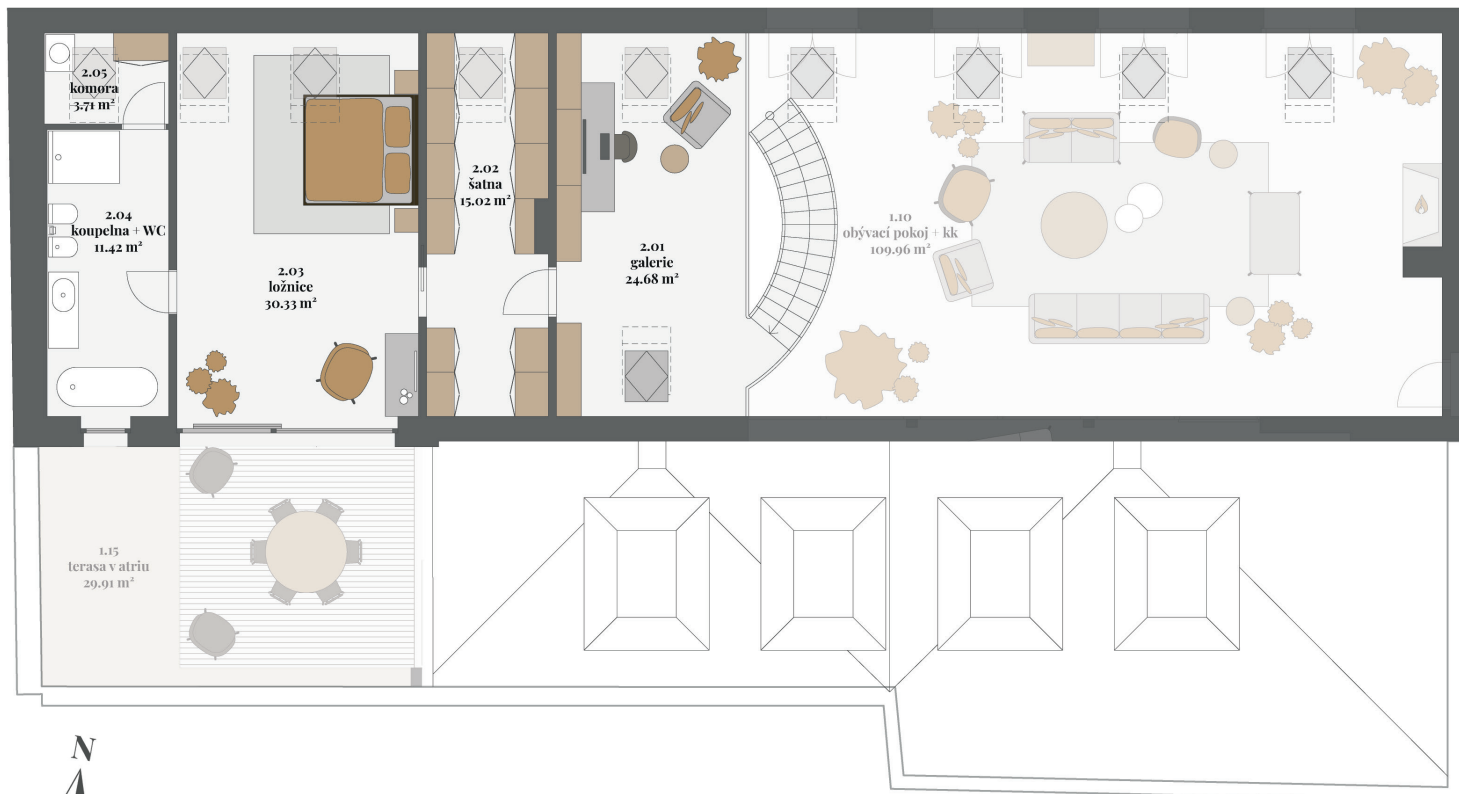 2.05
komora
3.71 m²
2.04
koupelna + WC
11.42 m²
2.03
ložnice
30.33 m²
2.02
šatna
15.02 m²
2.01
galerie
24.68 m²
1.10
obývací pokoj + kk
109.96 m²
1.15
terasa v atriu
29.91 m²
N